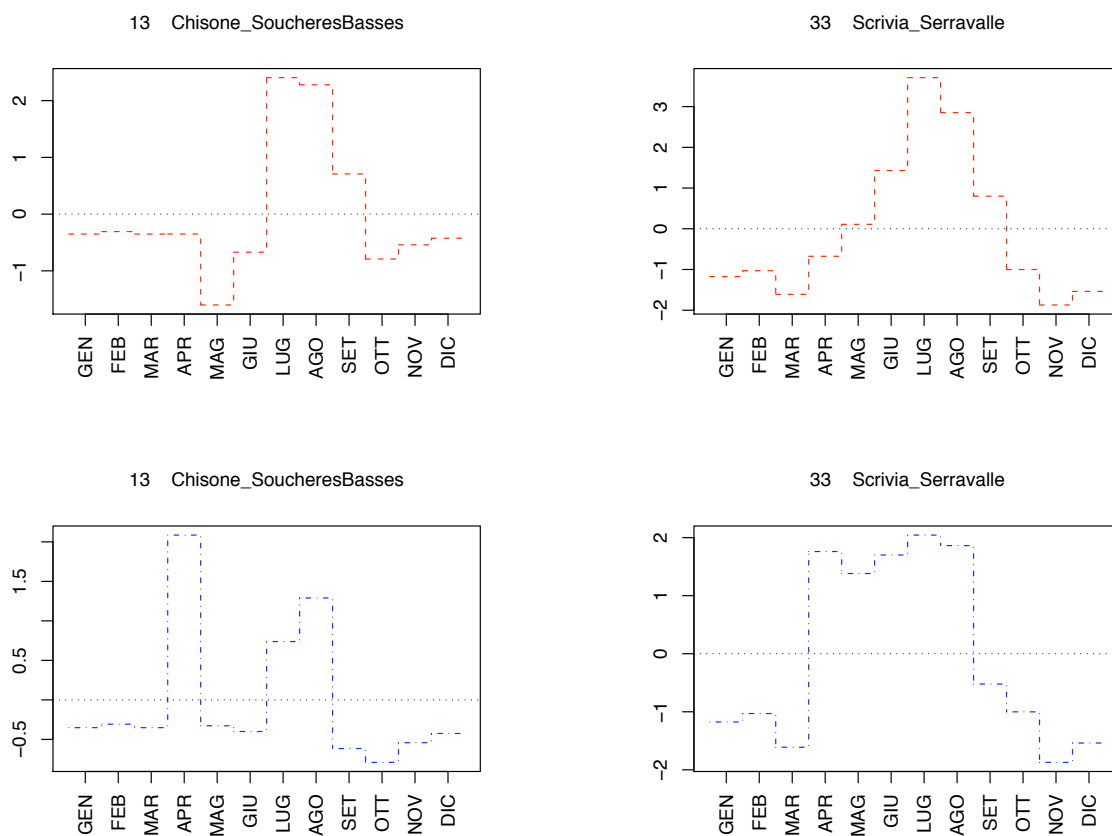 13 Chisone_SoucheresBasses
2
1
0
−1
GEN
FEB
MAR
APR
MAG
GIU
LUG
AGO
SET
OTT
NOV
DIC
33 Scrivia_Serravalle
3
2
1
0
−1
−2
GEN
FEB
MAR
APR
MAG
GIU
LUG
AGO
SET
OTT
NOV
DIC
13 Chisone_SoucheresBasses
1.5
0.5
−0.5
GEN
FEB
MAR
APR
MAG
GIU
LUG
AGO
SET
OTT
NOV
DIC
33 Scrivia_Serravalle
2
1
0
−1
−2
GEN
FEB
MAR
APR
MAG
GIU
LUG
AGO
SET
OTT
NOV
DIC